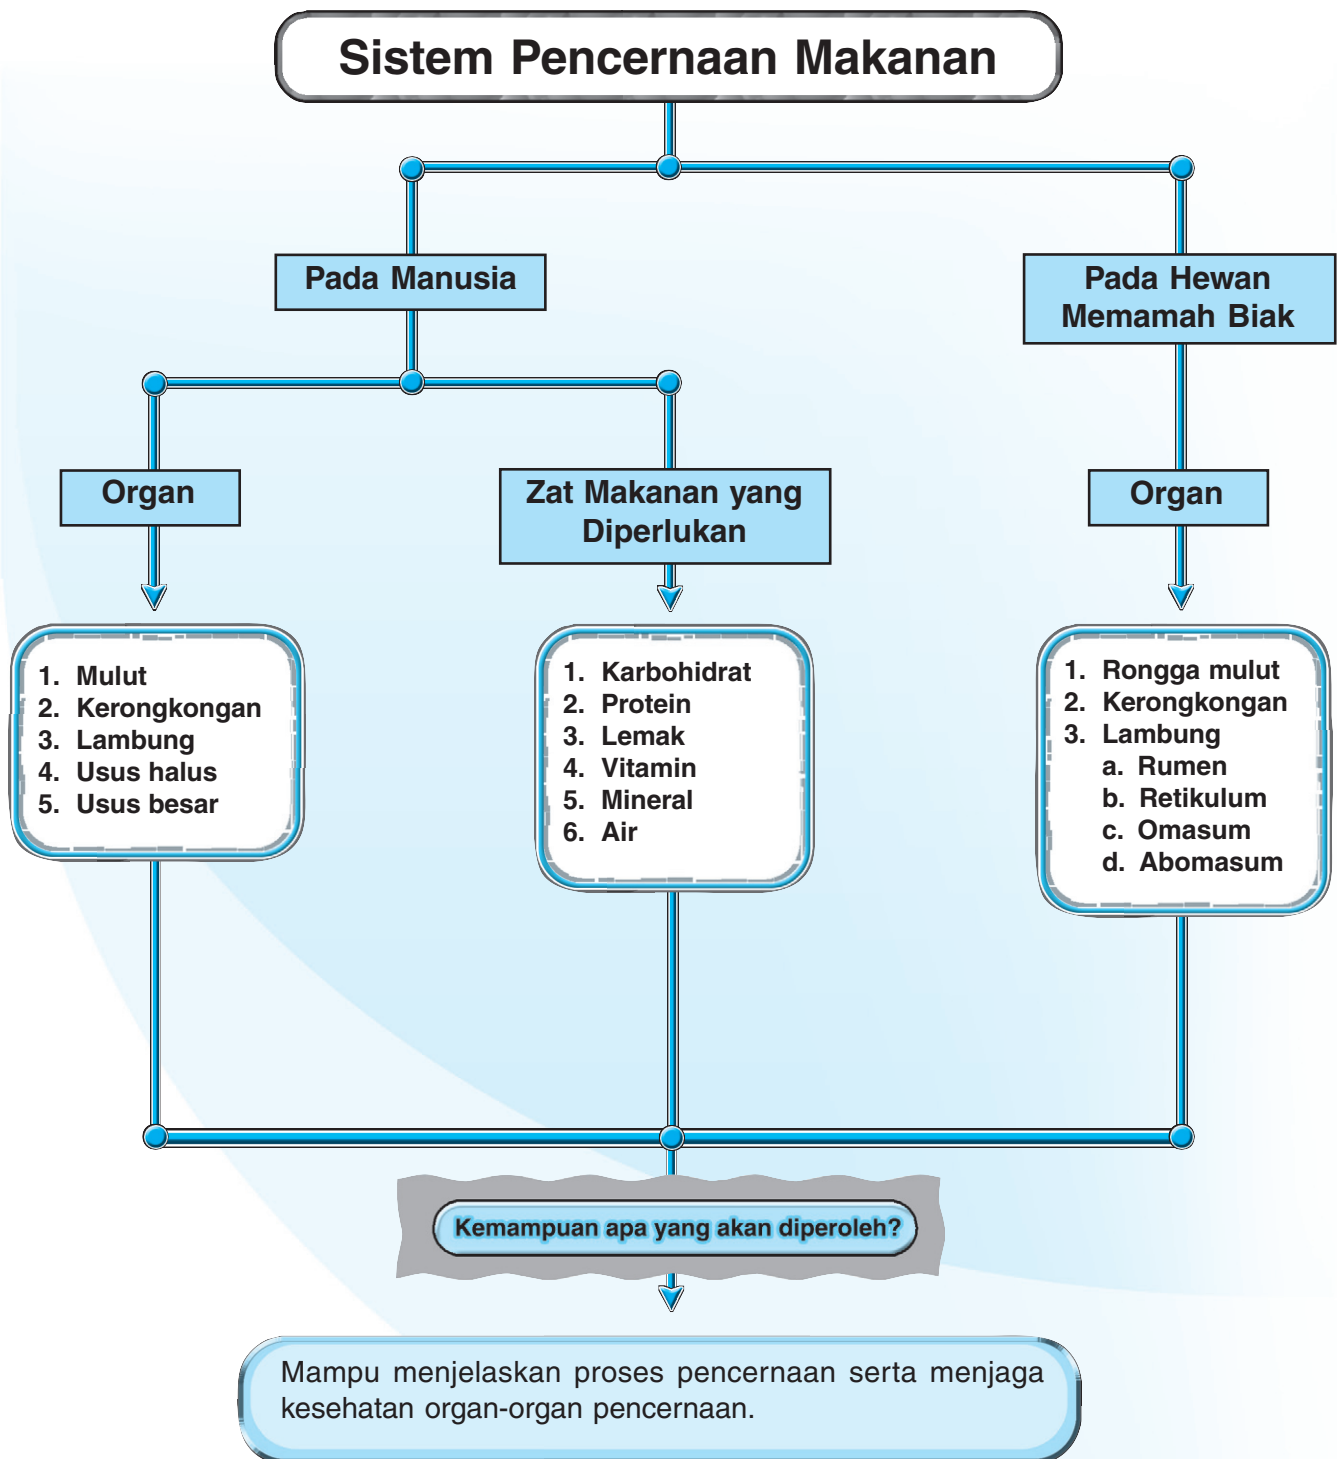 Sistem Pencernaan Makanan
Pada Manusia
Pada Hewan
Memamah Biak
Organ
Zat Makanan yang
Diperlukan
Organ
1. Mulut
2. Kerongkongan
3. Lambung
4. Usus halus
5. Usus besar
1. Karbohidrat
2. Protein
3. Lemak
4. Vitamin
5. Mineral
6. Air
1. Rongga mulut
2. Kerongkongan
3. Lambung
a. Rumen
b. Retikulum
c. Omasum
d. Abomasum
Kemampuan apa yang akan diperoleh?
Mampu menjelaskan proses pencernaan serta menjaga
kesehatan organ-organ pencernaan.